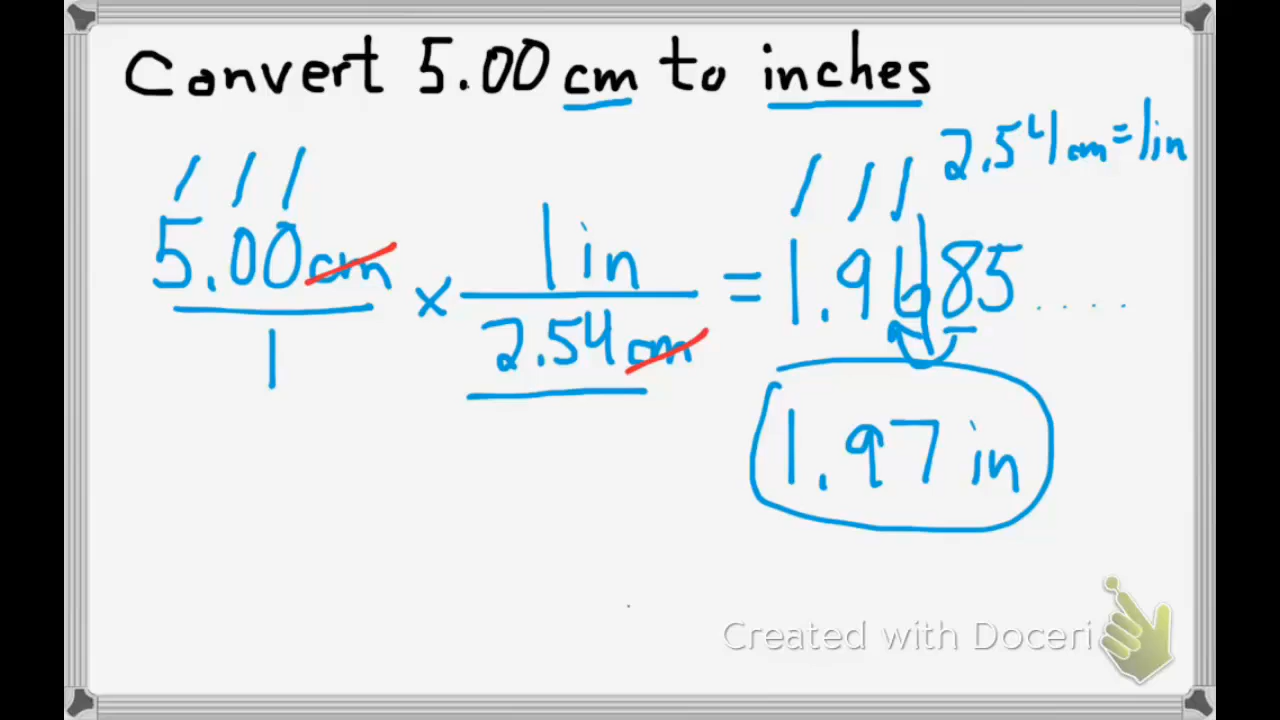 Convert 5.00 cm to inches
2.54 cm = 1 in
5.00 cm
1
×
1 in
2.54 cm
= 1.9685 ....
1.97 in
Created with Doceri